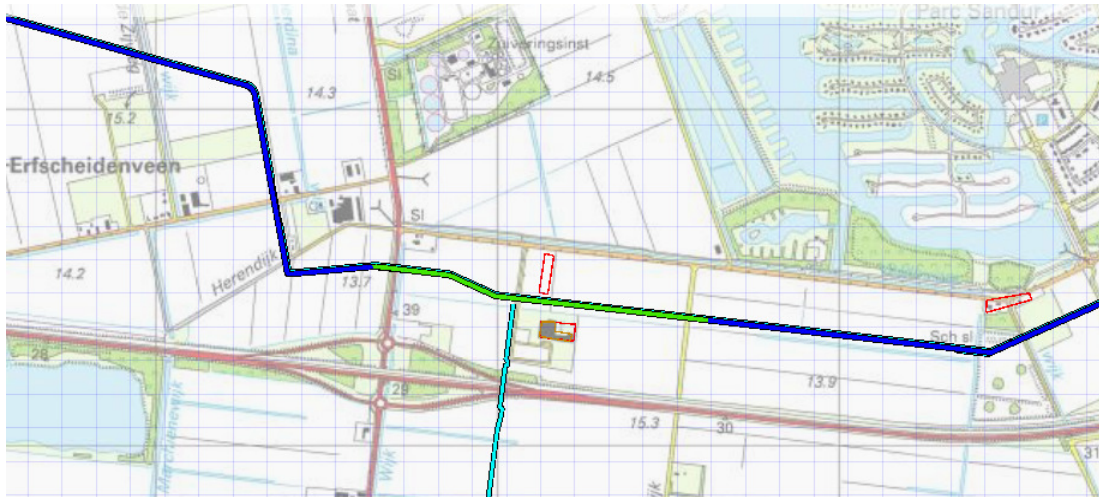 Parc Sandur
Zuiveringsinst
Sl
14.5
14.3
15.2
Wijk
Erfscheidenveen
Sl
Herendijk
14.2
13.7
39
Sch sl
28
29
13.9
Wijk
15.3
30
Wijk
31